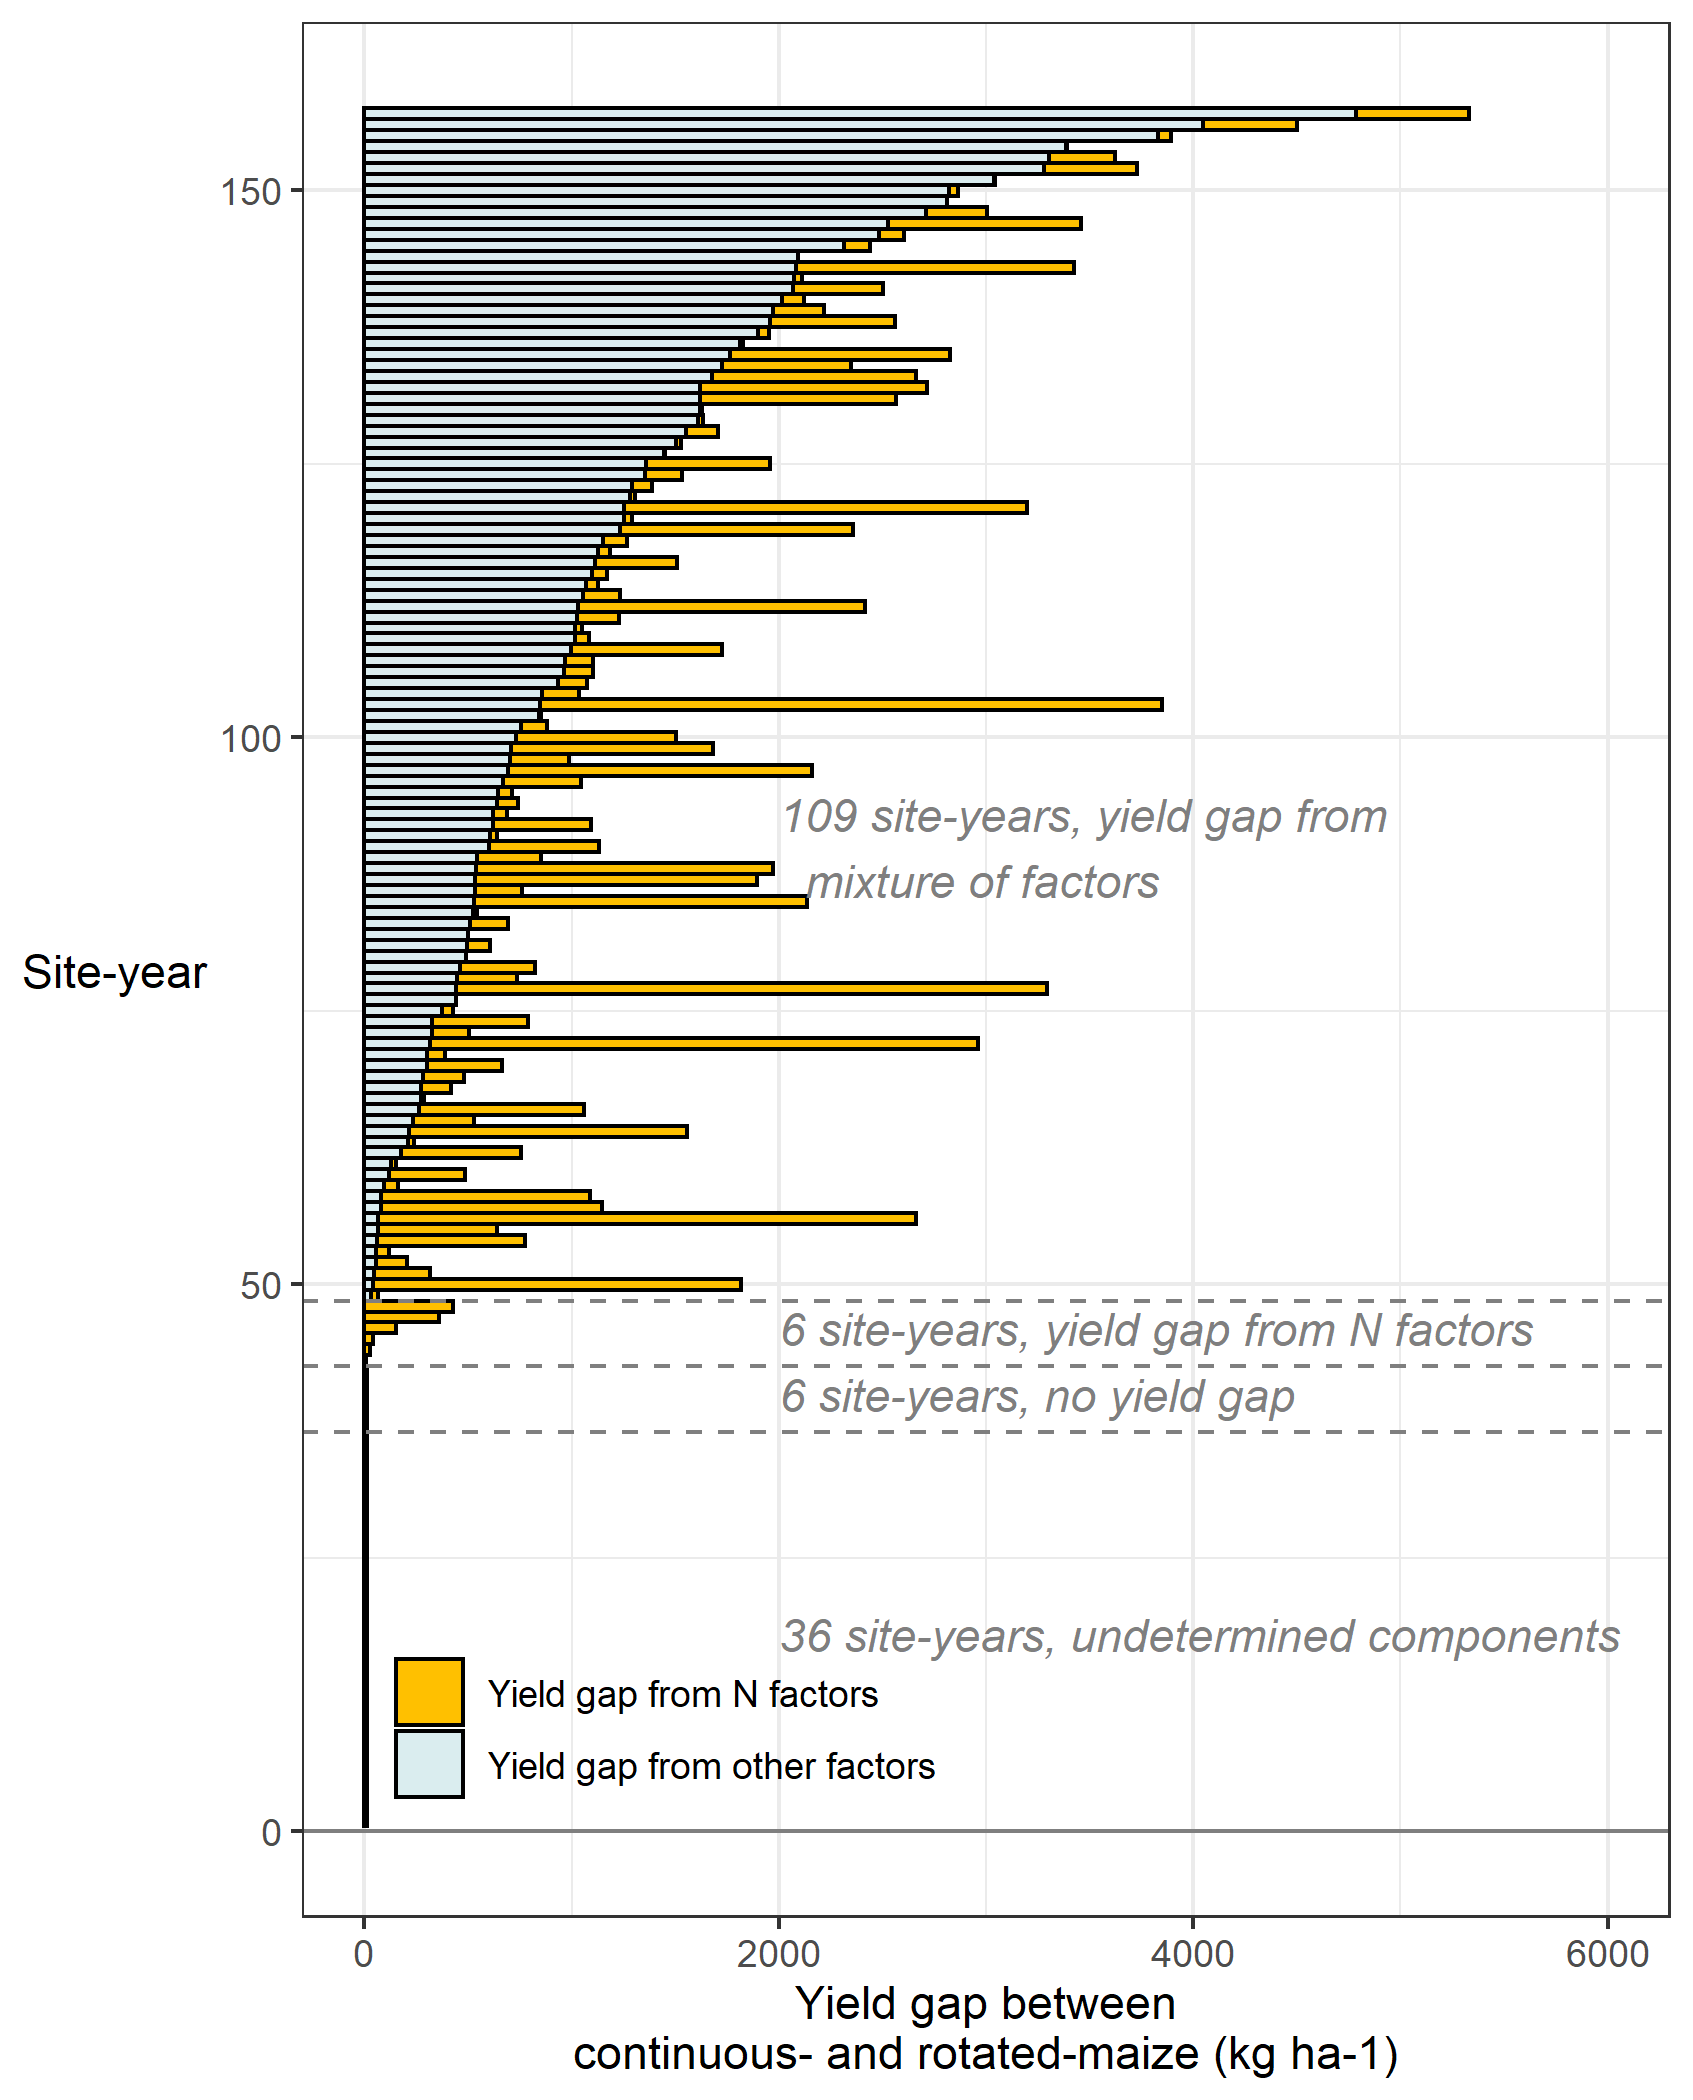 150
100
109 site-years, yield gap from
mixture of factors
Site-year
50
6 site-years, yield gap from N factors
6 site-years, no yield gap
36 site-years, undetermined components
Yield gap from N factors
Yield gap from other factors
0
0 2000 4000 6000
Yield gap between
continuous- and rotated-maize (kg ha-1)